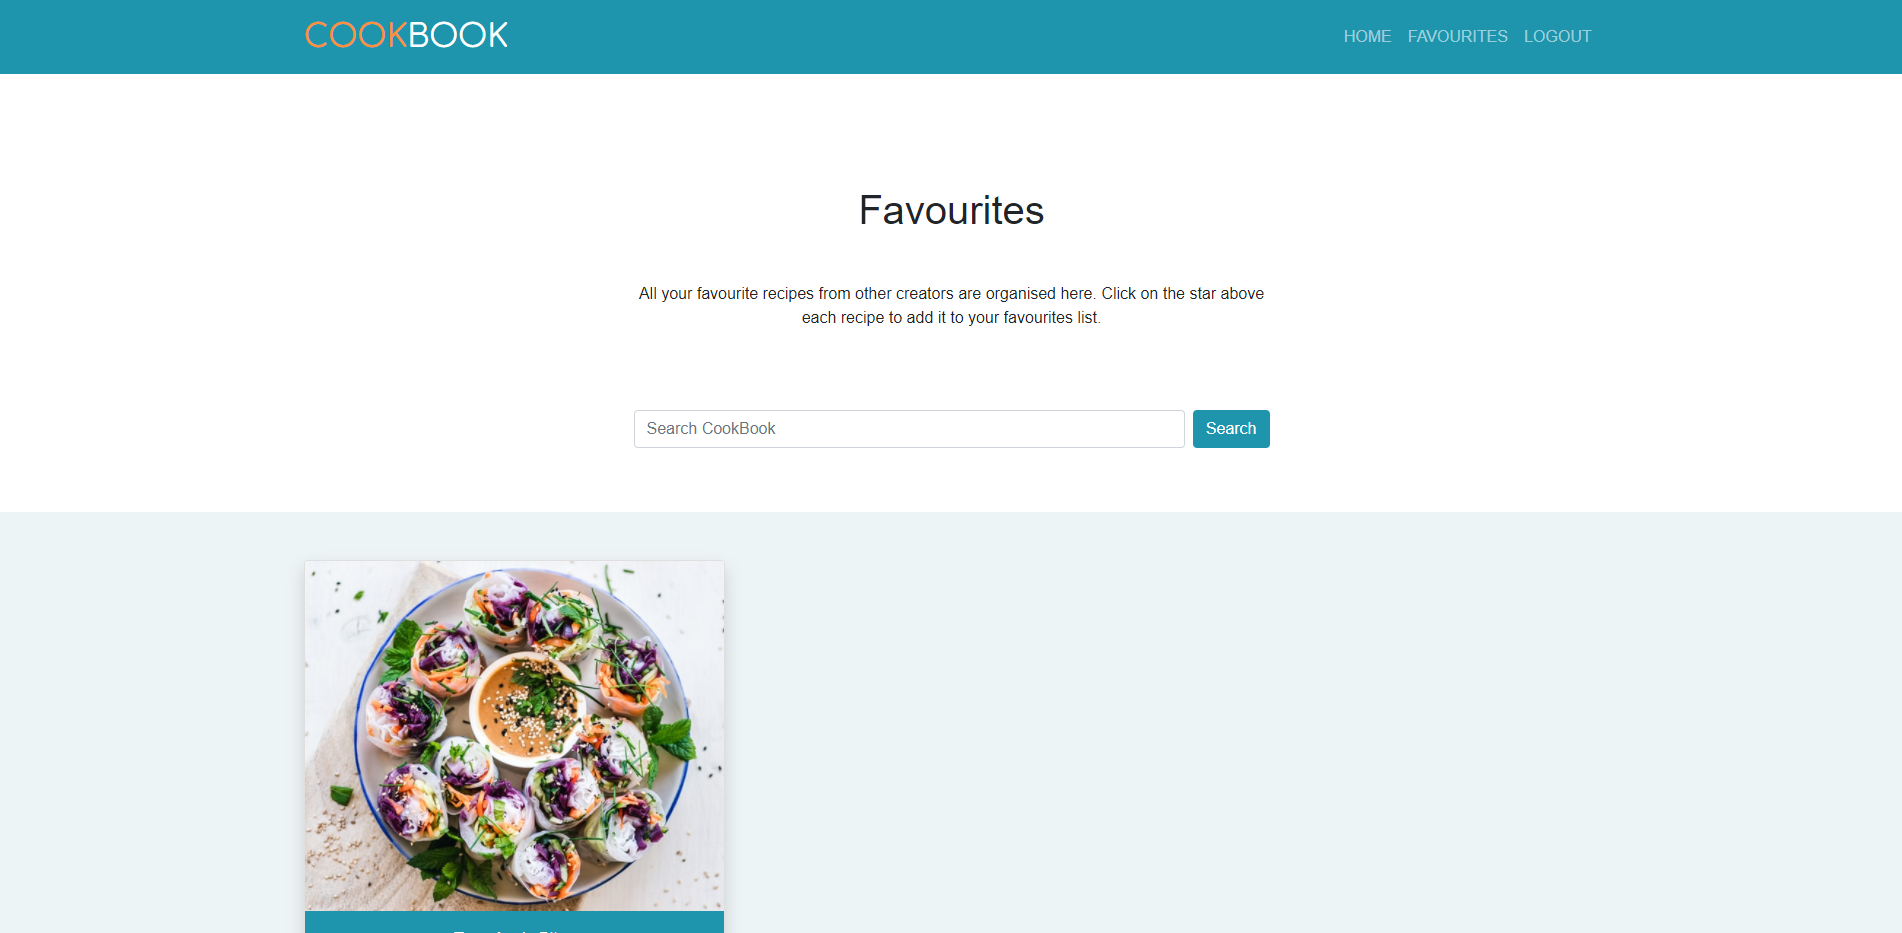 COOKBOOK
HOME FAVOURITES LOGOUT
Favourites
All your favourite recipes from other creators are organised here. Click on the star above
each recipe to add it to your favourites list.
Search CookBook
Search